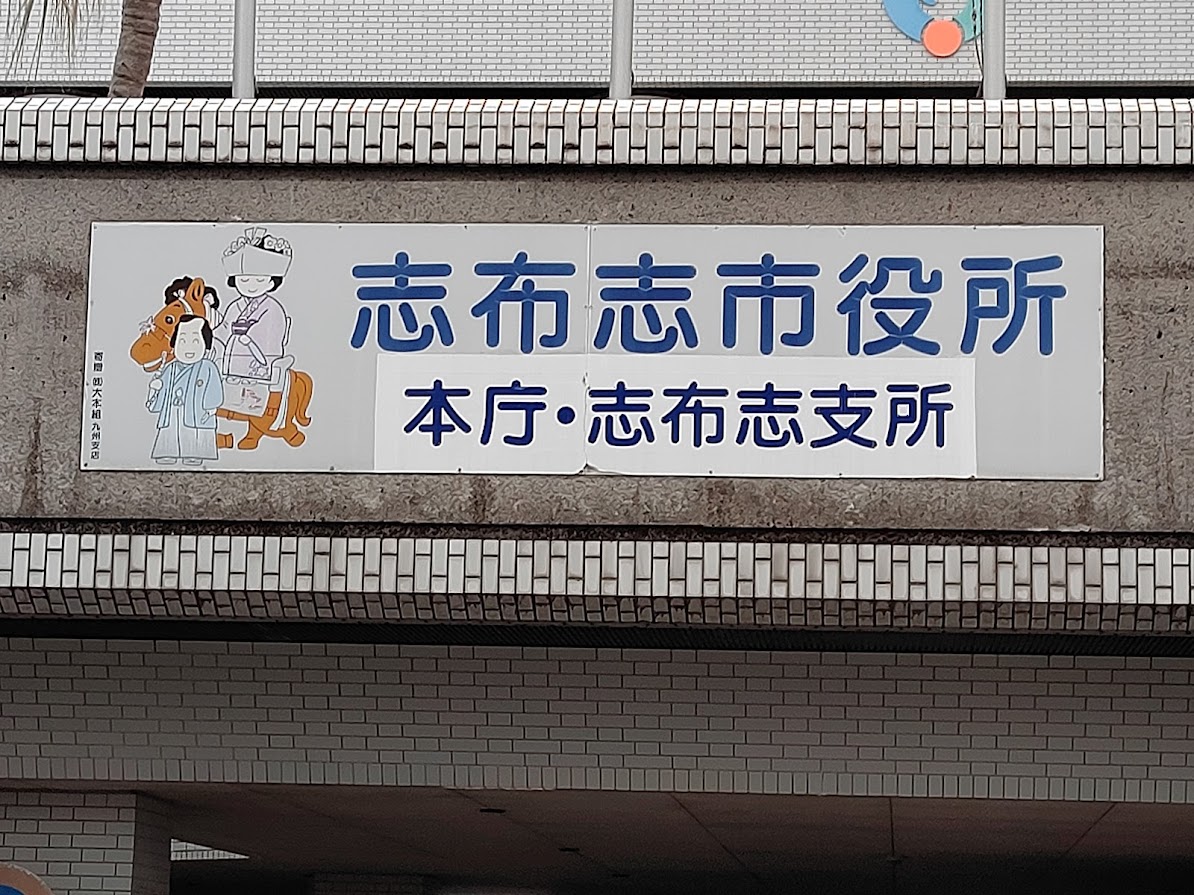 志布志市役所
本庁・志布志支所
寄贈 ㈱大本組 九州支店